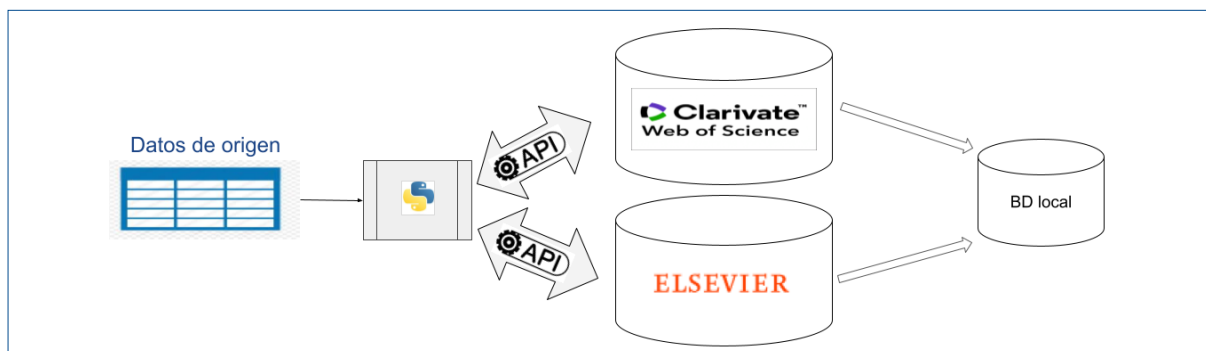 Datos de origen
API
API
Clarivate™
Web of Science
ELSEVIER
BD local